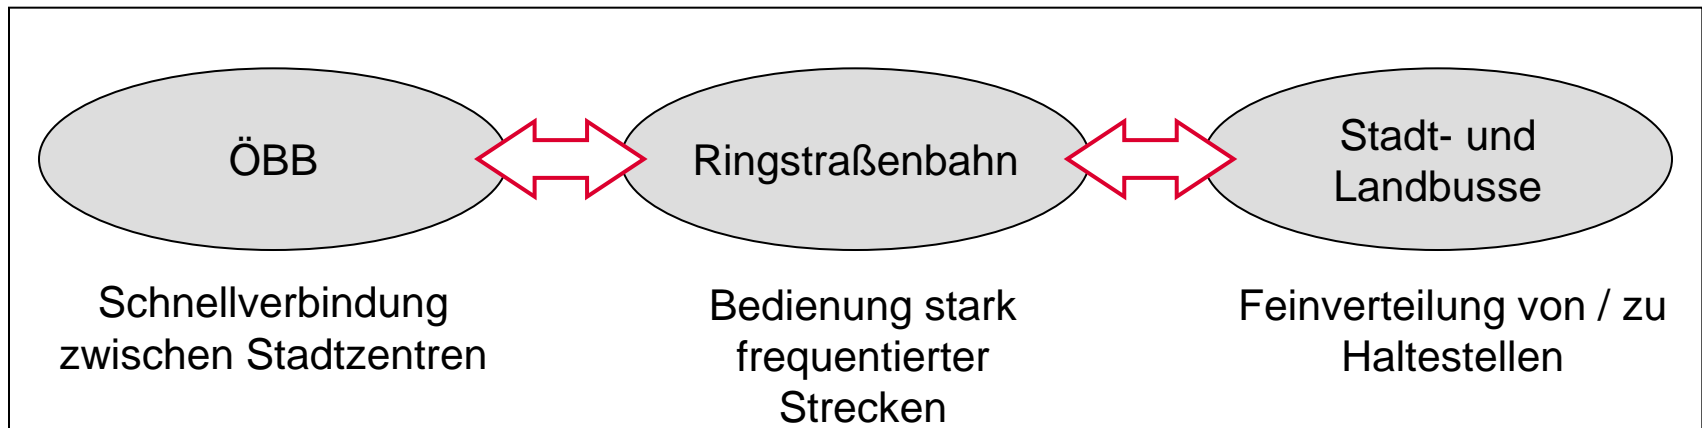 ÖBB
Ringstraßenbahn
Stadt- und
Landbusse
Schnellverbindung
zwischen Stadtzentren
Bedienung stark
frequentierter
Strecken
Feinverteilung von / zu
Haltestellen